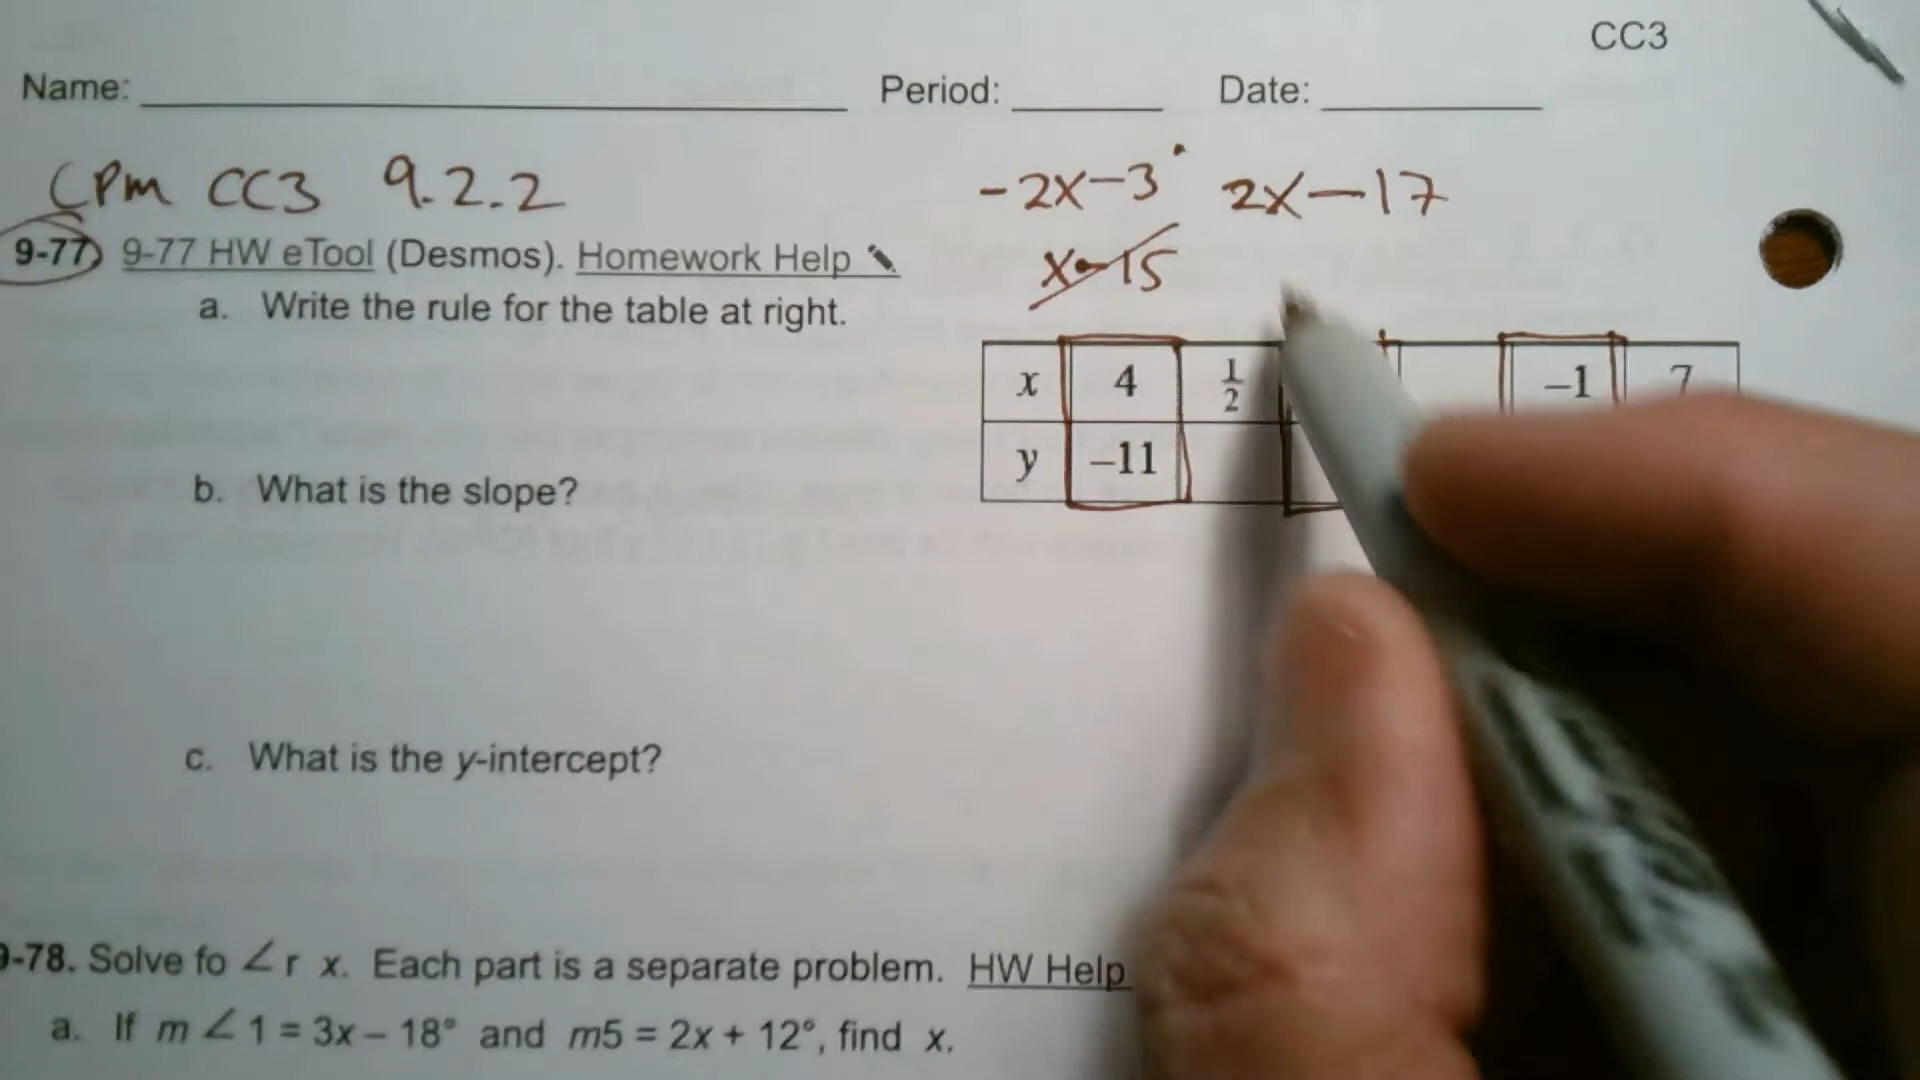 CC3
Name: Period: Date:
CPM CC3 9.2.2
-2x-3 2x-17
9-77 9-77 HW eTool (Desmos). Homework Help
x-15
a. Write the rule for the table at right.
x 4 1/2 -1 7
y -11
b. What is the slope?
c. What is the y-intercept?
9-78. Solve fo ∠r x. Each part is a separate problem. HW Help
a. If m∠1 = 3x – 18° and m5 = 2x + 12°, find x.